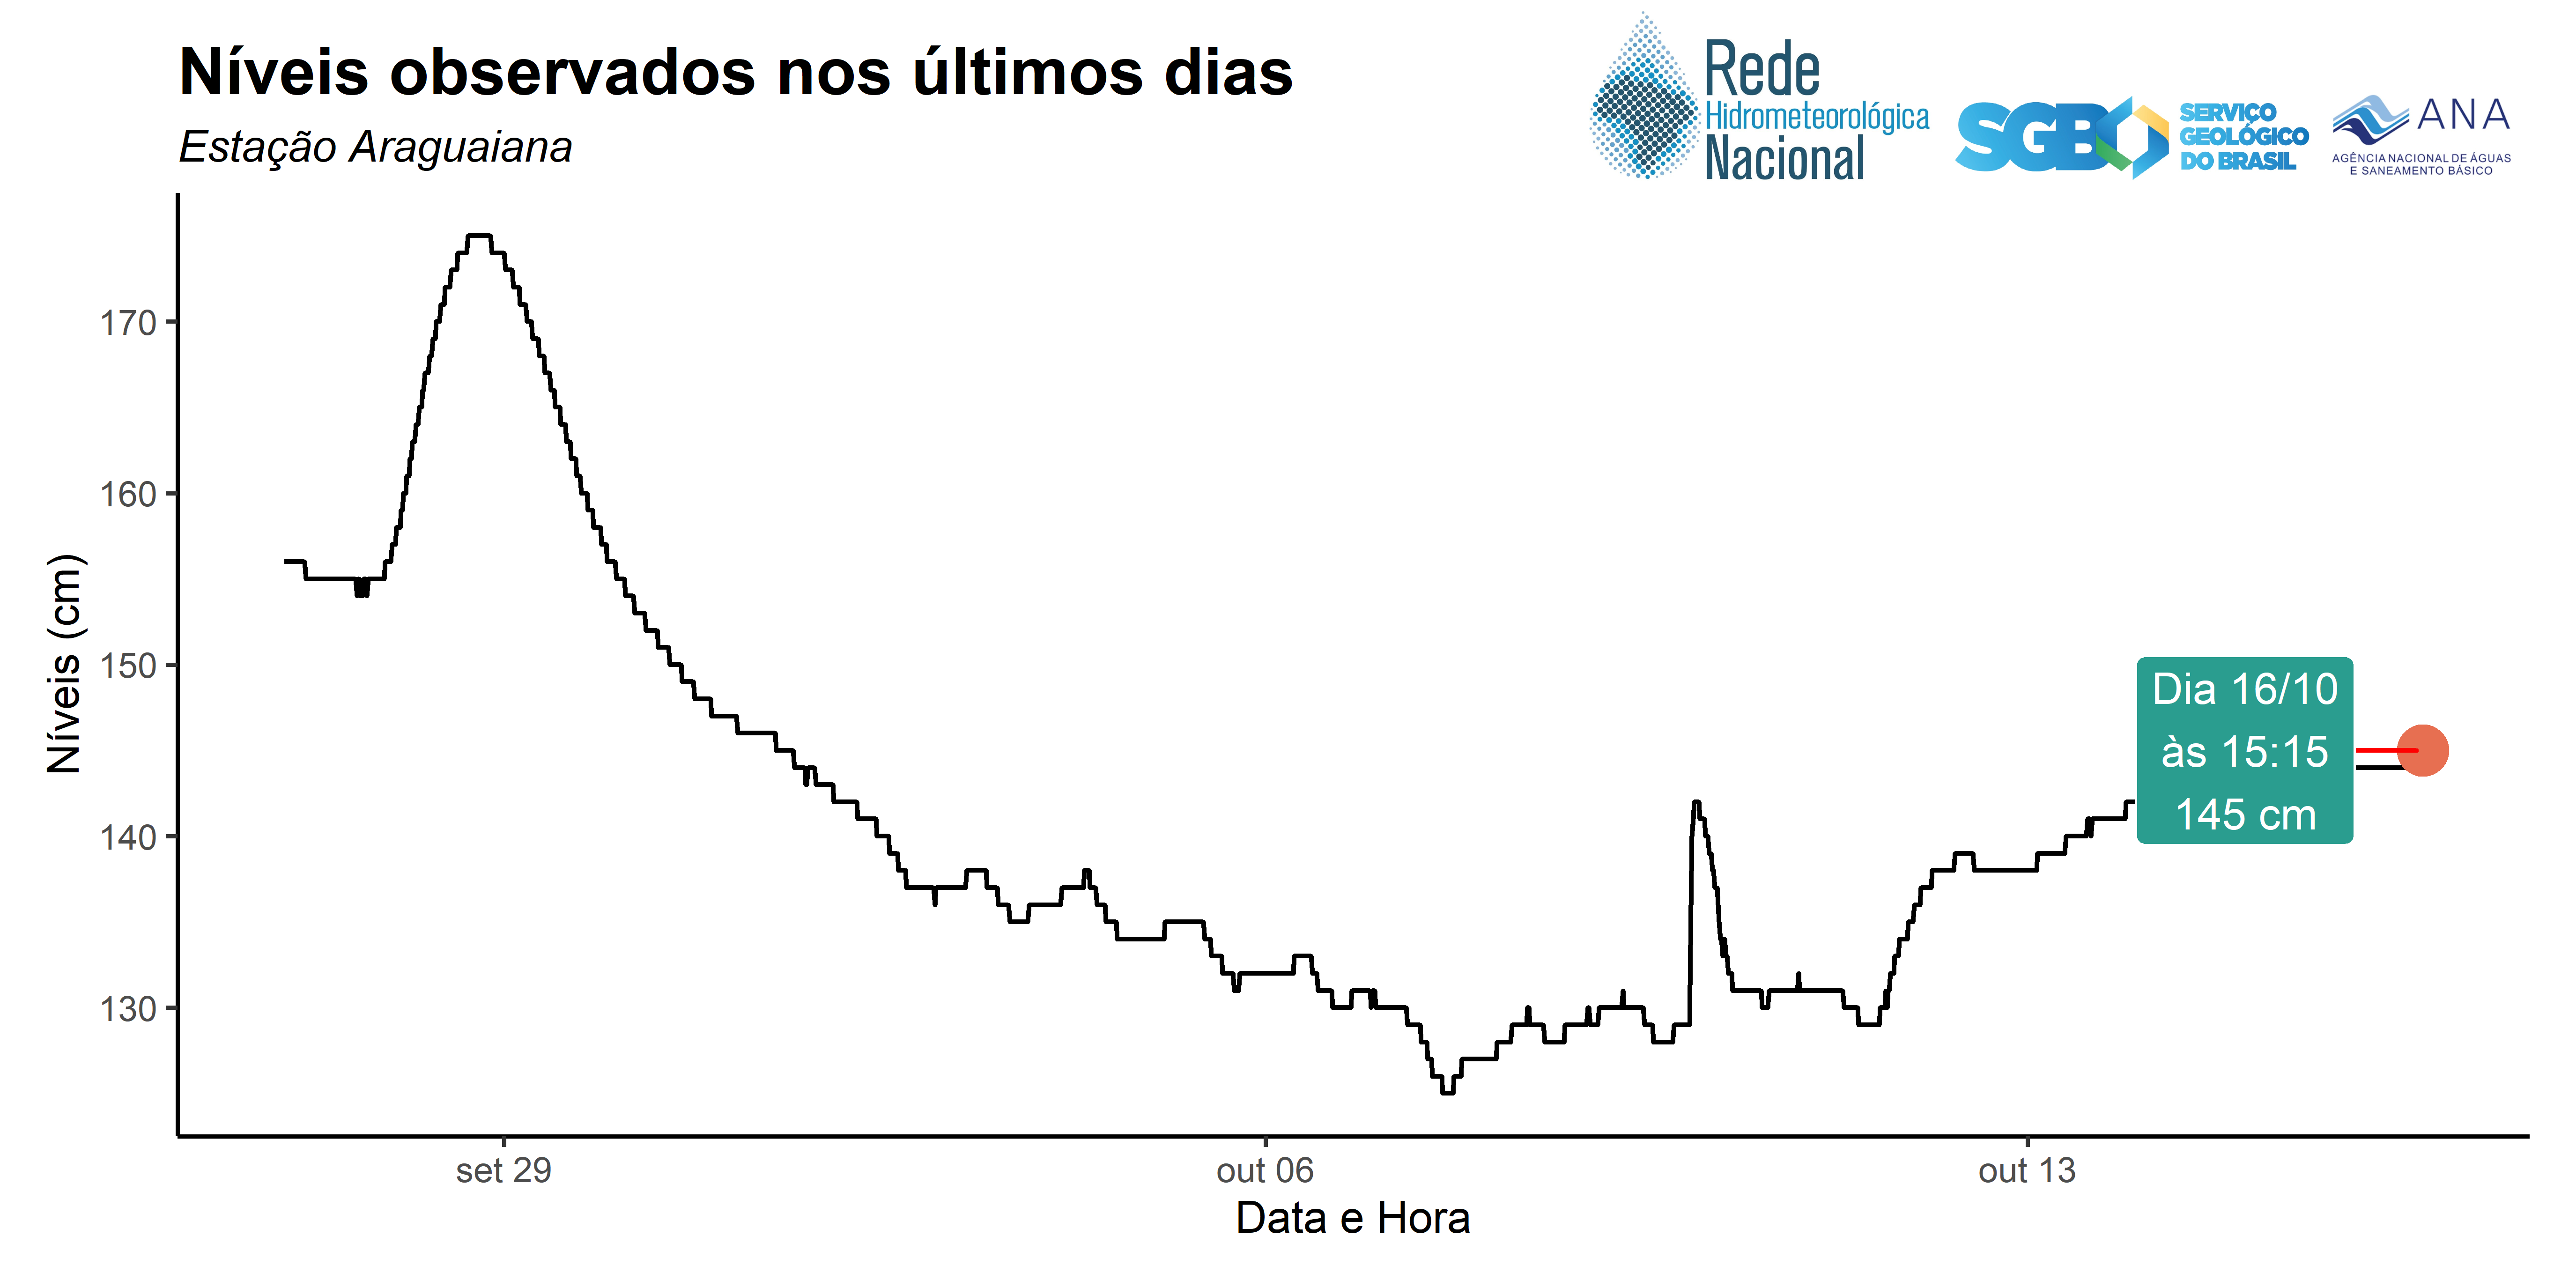 Níveis observados nos últimos dias
Estação Araguaiana
Rede
Hidrometeorológica
Nacional
SGB
SERVIÇO
GEOLÓGICO
DO BRASIL
ANA
AGÊNCIA NACIONAL DE ÁGUAS
E SANEAMENTO BÁSICO
Níveis (cm)
170
160
150
140
130
Dia 16/10
às 15:15
145 cm
set 29
out 06
out 13
Data e Hora